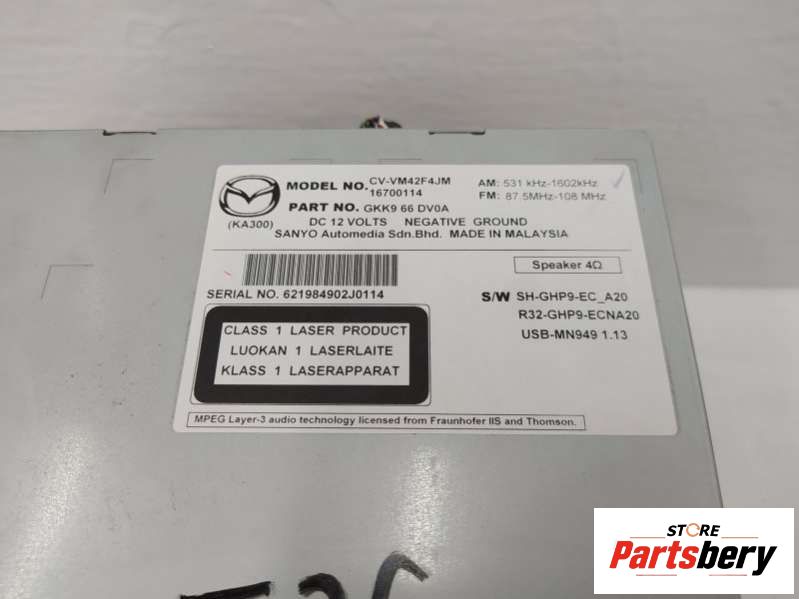 MODEL NO. CV-VM42F4JM
16700114
AM: 531 kHz-1602kHz
FM: 87.5MHz-108 MHz
PART NO. GKK9 66 DV0A
(KA300)
DC 12 VOLTS NEGATIVE GROUND
SANYO Automedia Sdn.Bhd. MADE IN MALAYSIA
Speaker 4Ω
SERIAL NO. 621984902J0114
S/W SH-GHP9-EC_A20
R32-GHP9-ECNA20
USB-MN949 1.13
CLASS 1 LASER PRODUCT
LUOKAN 1 LASERLAITE
KLASS 1 LASERAPPARAT
MPEG Layer-3 audio technology licensed from Fraunhofer IIS and Thomson.
STORE
Partsbery